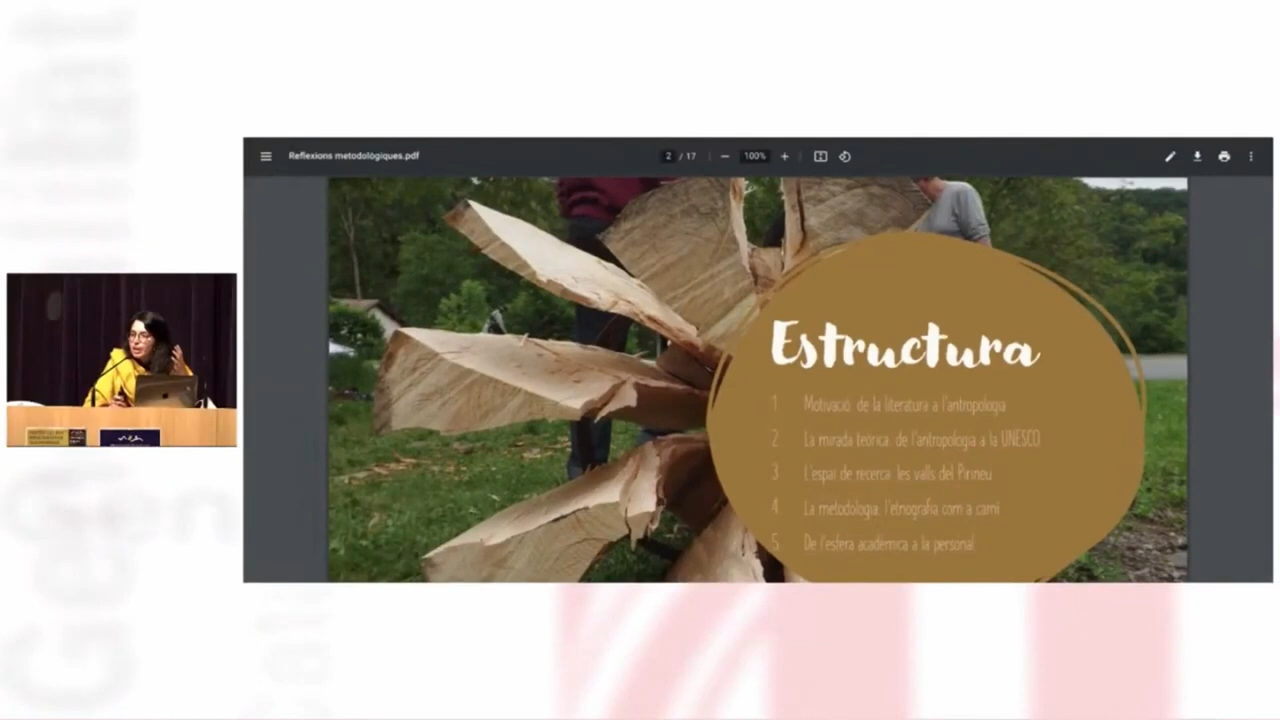 Reflexions metodològiques.pdf
2 / 17
100%
Estructura
1 Motivació: de la literatura a l'antropologia
2 La mirada teòrica: de l'antropologia a la UNESCO
3 L'espai de recerca: les valls del Pirineu
4 La metodologia: l'etnografia com a camí
5 De l'esfera acadèmica a la personal